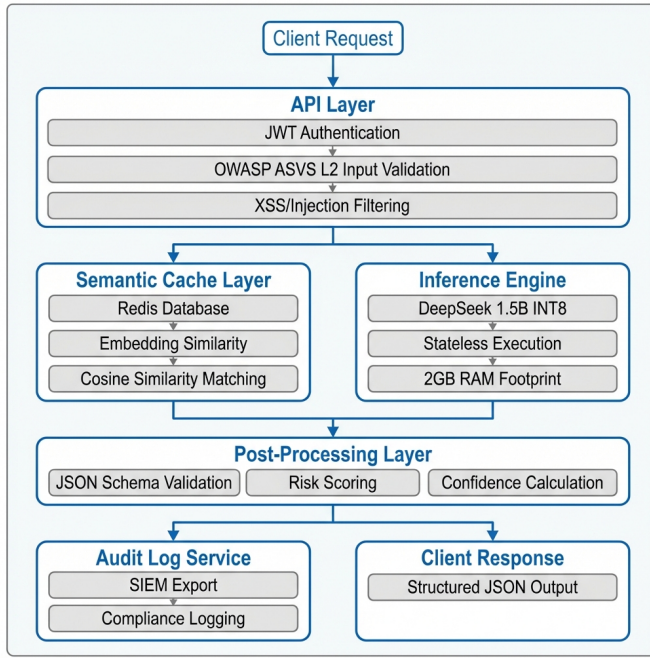 Client Request
API Layer
JWT Authentication
OWASP ASVS L2 Input Validation
XSS/Injection Filtering
Semantic Cache Layer
Redis Database
Embedding Similarity
Cosine Similarity Matching
Inference Engine
DeepSeek 1.5B INT8
Stateless Execution
2GB RAM Footprint
Post-Processing Layer
JSON Schema Validation
Risk Scoring
Confidence Calculation
Audit Log Service
SIEM Export
Compliance Logging
Client Response
Structured JSON Output